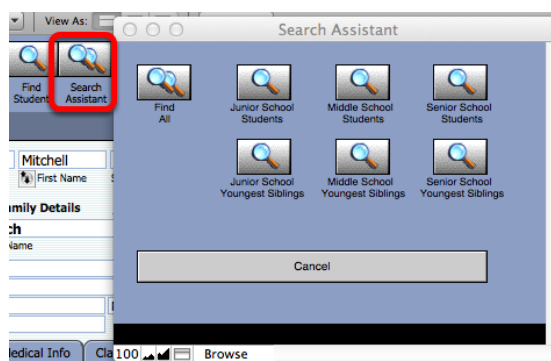 View As:
Search Assistant
Find
Student
Search
Assistant
Find
All
Junior School
Students
Middle School
Students
Senior School
Students
Junior School
Youngest Siblings
Middle School
Youngest Siblings
Senior School
Youngest Siblings
Mitchell
First Name
mily Details
ch
Name
Cancel
edical Info
Cla
100
Browse